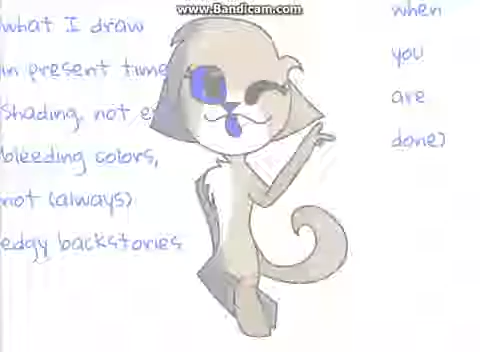 www.Bandicam.com
what I draw
in present time
Shading, not
bleeding colors,
not (always)
edgy backstories
when
you
are
done)